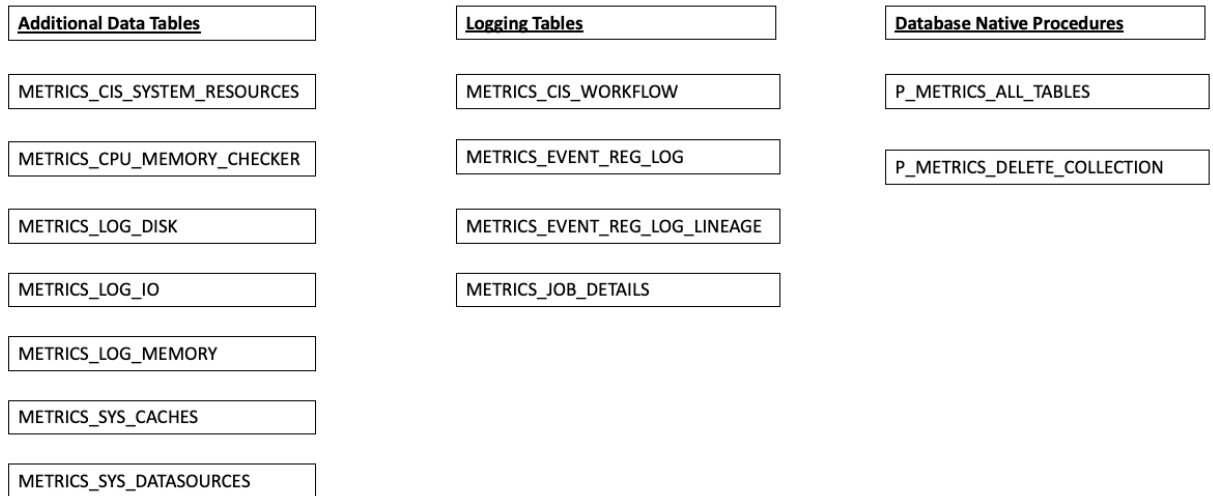 Additional Data Tables
METRICS_CIS_SYSTEM_RESOURCES
METRICS_CPU_MEMORY_CHECKER
METRICS_LOG_DISK
METRICS_LOG_IO
METRICS_LOG_MEMORY
METRICS_SYS_CACHES
METRICS_SYS_DATASOURCES
Logging Tables
METRICS_CIS_WORKFLOW
METRICS_EVENT_REG_LOG
METRICS_EVENT_REG_LOG_LINEAGE
METRICS_JOB_DETAILS
Database Native Procedures
P_METRICS_ALL_TABLES
P_METRICS_DELETE_COLLECTION